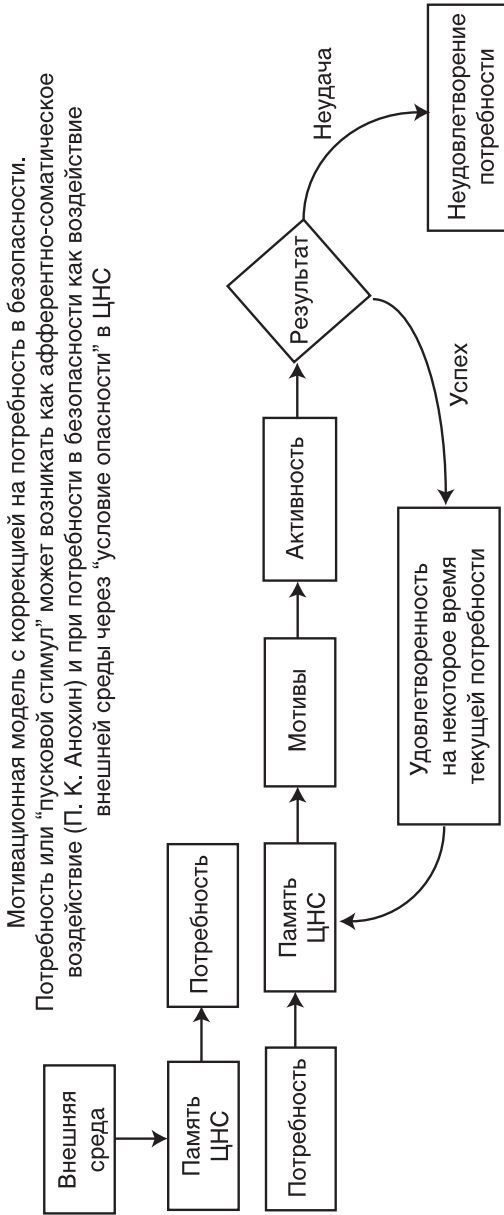 Мотивационная модель с коррекцией на потребность в безопасности.
Потребность или “пусковой стимул” может возникать как афферентно-соматическое
воздействие (П. К. Анохин) и при потребности в безопасности как воздействие
внешней среды через “условие опасности” в ЦНС
Внешняя
среда
Память
ЦНС
Потребность
Потребность
Память
ЦНС
Мотивы
Активность
Результат
Неудача
Неудовлетворение
потребности
Успех
Удовлетворенность
на некоторое время
текущей потребности